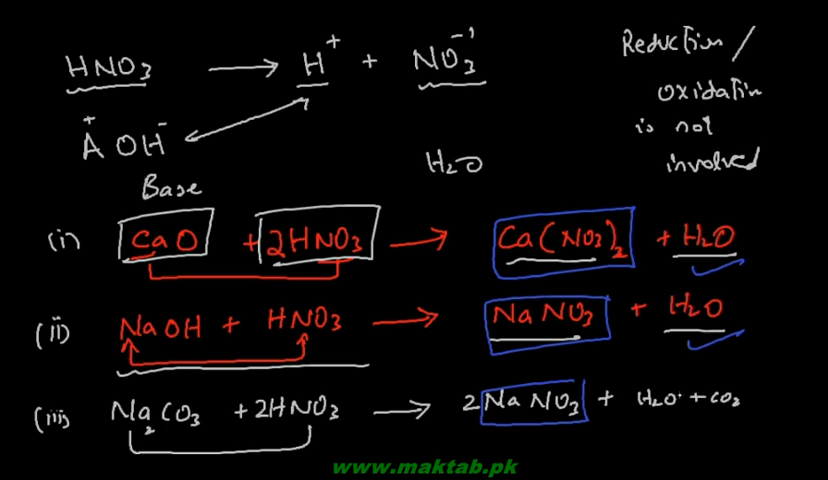 HNO₃ → H⁺ + NO₃⁻¹
Reduction/
Oxidation
is not
involved
A⁺ OH⁻
H₂O
Base
(i) CaO + 2HNO₃ → Ca(NO₃)₂ + H₂O
(ii) NaOH + HNO₃ → NaNO₃ + H₂O
(iii) Na₂CO₃ + 2HNO₃ → 2NaNO₃ + H₂O + CO₂
www.maktab.pk